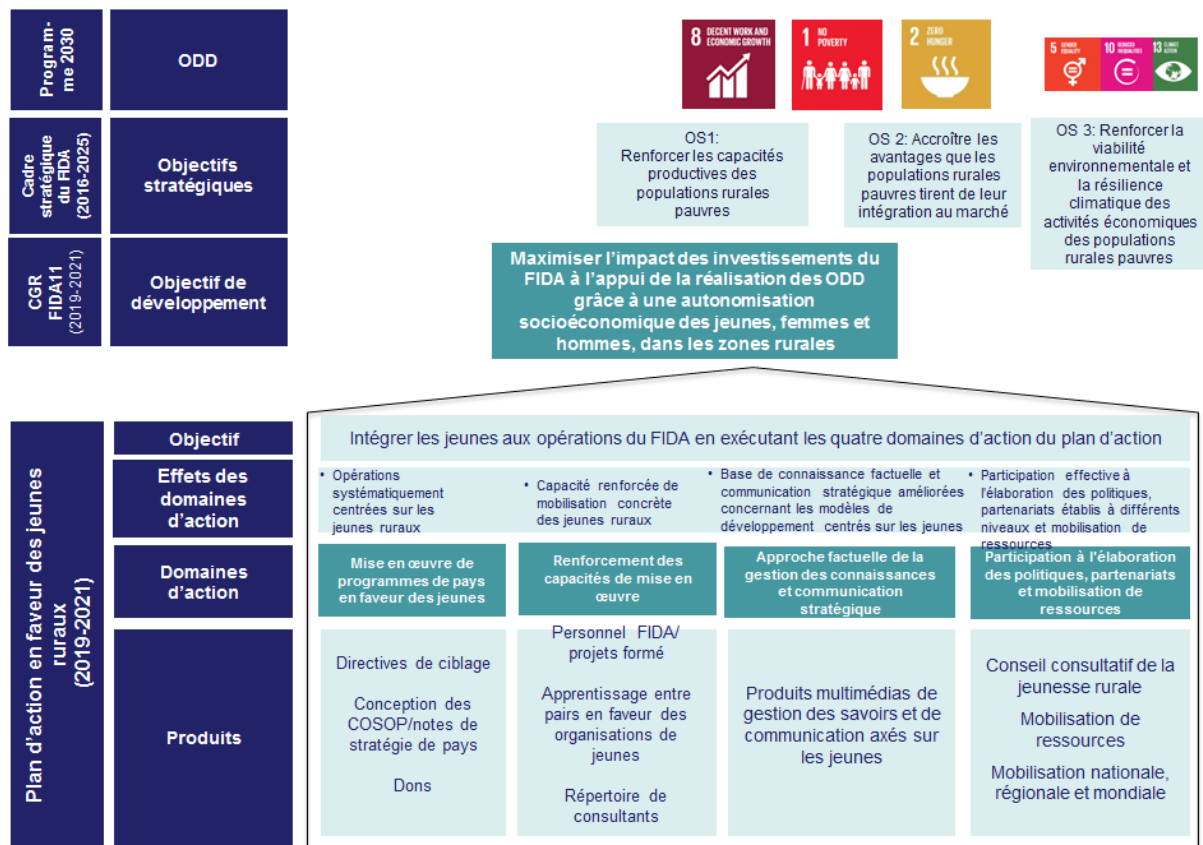 Program-
me 2030
ODD
8 DECENT WORK AND
ECONOMIC GROWTH
1 NO
POVERTY
2 ZERO
HUNGER
5 GENDER
EQUALITY
10 REDUCED
INEQUALITIES
13 CLIMATE
ACTION
Cadre
stratégique
du FIDA
(2016-2025)
Objectifs
stratégiques
OS1:
Renforcer les capacités
productives des
populations rurales
pauvres
OS 2: Accroître les
avantages que les
populations rurales
pauvres tirent de leur
intégration au marché
OS 3: Renforcer la
viabilité
environnementale et
la résilience
climatique des
activités économiques
des populations
rurales pauvres
CGR
FIDA11
(2019-2021)
Objectif de
développement
Maximiser l'impact des investissements du
FIDA à l'appui de la réalisation des ODD
grâce à une autonomisation
socioéconomique des jeunes, femmes et
hommes, dans les zones rurales
Plan d'action en faveur des jeunes
ruraux
(2019-2021)
Objectif
Intégrer les jeunes aux opérations du FIDA en exécutant les quatre domaines d'action du plan d'action
Effets des
domaines
d'action
• Opérations
systématiquement
centrées sur les
jeunes ruraux
• Capacité renforcée de
mobilisation concrète
des jeunes ruraux
• Base de connaissance factuelle et
communication stratégique améliorées
concernant les modèles de
développement centrés sur les jeunes
• Participation effective à
l'élaboration des politiques,
partenariats établis à différents
niveaux et mobilisation de
ressources
Domaines
d'action
Mise en œuvre de
programmes de pays
en faveur des jeunes
Renforcement des
capacités de mise en
œuvre
Approche factuelle de la
gestion des connaissances
et communication
stratégique
Participation à l'élaboration
des politiques, partenariats
et mobilisation de
ressources
Produits
Directives de ciblage
Conception des
COSOP/notes de
stratégie de pays
Dons
Personnel FIDA/
projets formé
Apprentissage entre
pairs en faveur des
organisations de
jeunes
Répertoire de
consultants
Produits multimédias de
gestion des savoirs et de
communication axés sur
les jeunes
Conseil consultatif de la
jeunesse rurale
Mobilisation de
ressources
Mobilisation nationale,
régionale et mondiale